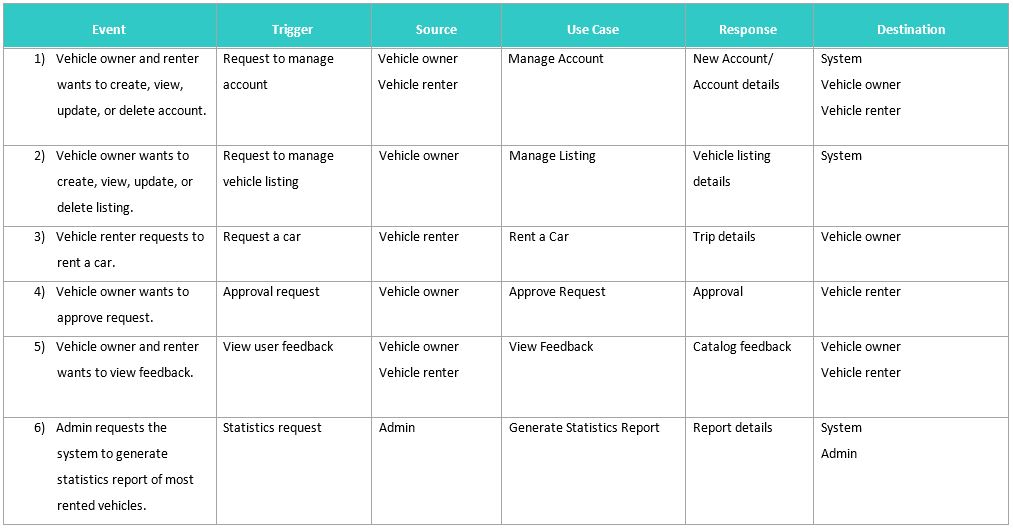 Event Trigger Source Use Case Response Destination
1) Vehicle owner and renter Request to manage Vehicle owner Manage Account New Account/ System
wants to create, view, account Vehicle renter Account details Vehicle owner
update, or delete account. Vehicle renter
2) Vehicle owner wants to Request to manage Vehicle owner Manage Listing Vehicle listing System
create, view, update, or vehicle listing details
delete listing.
3) Vehicle renter requests to Request a car Vehicle renter Rent a Car Trip details Vehicle owner
rent a car.
4) Vehicle owner wants to Approval request Vehicle owner Approve Request Approval Vehicle renter
approve request.
5) Vehicle owner and renter View user feedback Vehicle owner View Feedback Catalog feedback Vehicle owner
wants to view feedback. Vehicle renter Vehicle renter
6) Admin requests the Statistics request Admin Generate Statistics Report Report details System
system to generate Admin
statistics report of most
rented vehicles.